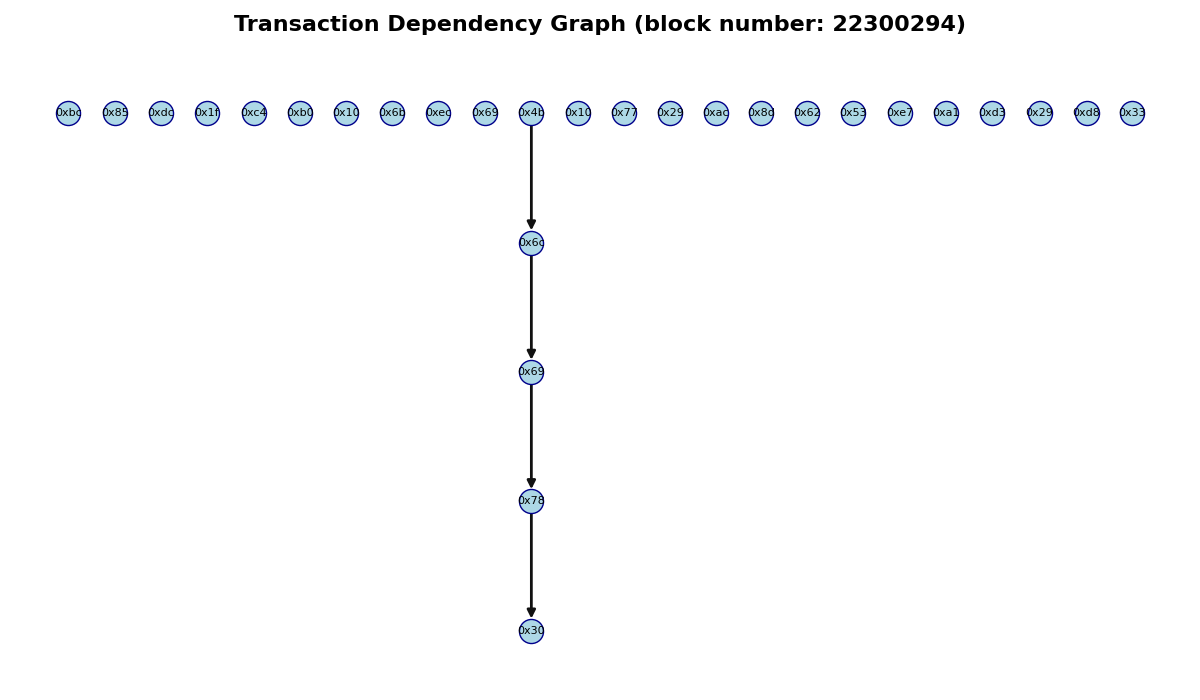 Transaction Dependency Graph (block number: 22300294)
0xbc 0x85 0xdc 0x1f 0xc4 0xb0 0x10 0x6b 0xec 0x69 0x4b 0x10 0x77 0x29 0xac 0x8d 0x62 0x53 0xe7 0xa1 0xd3 0x29 0xd8 0x33
0x6c
0x69
0x78
0x30